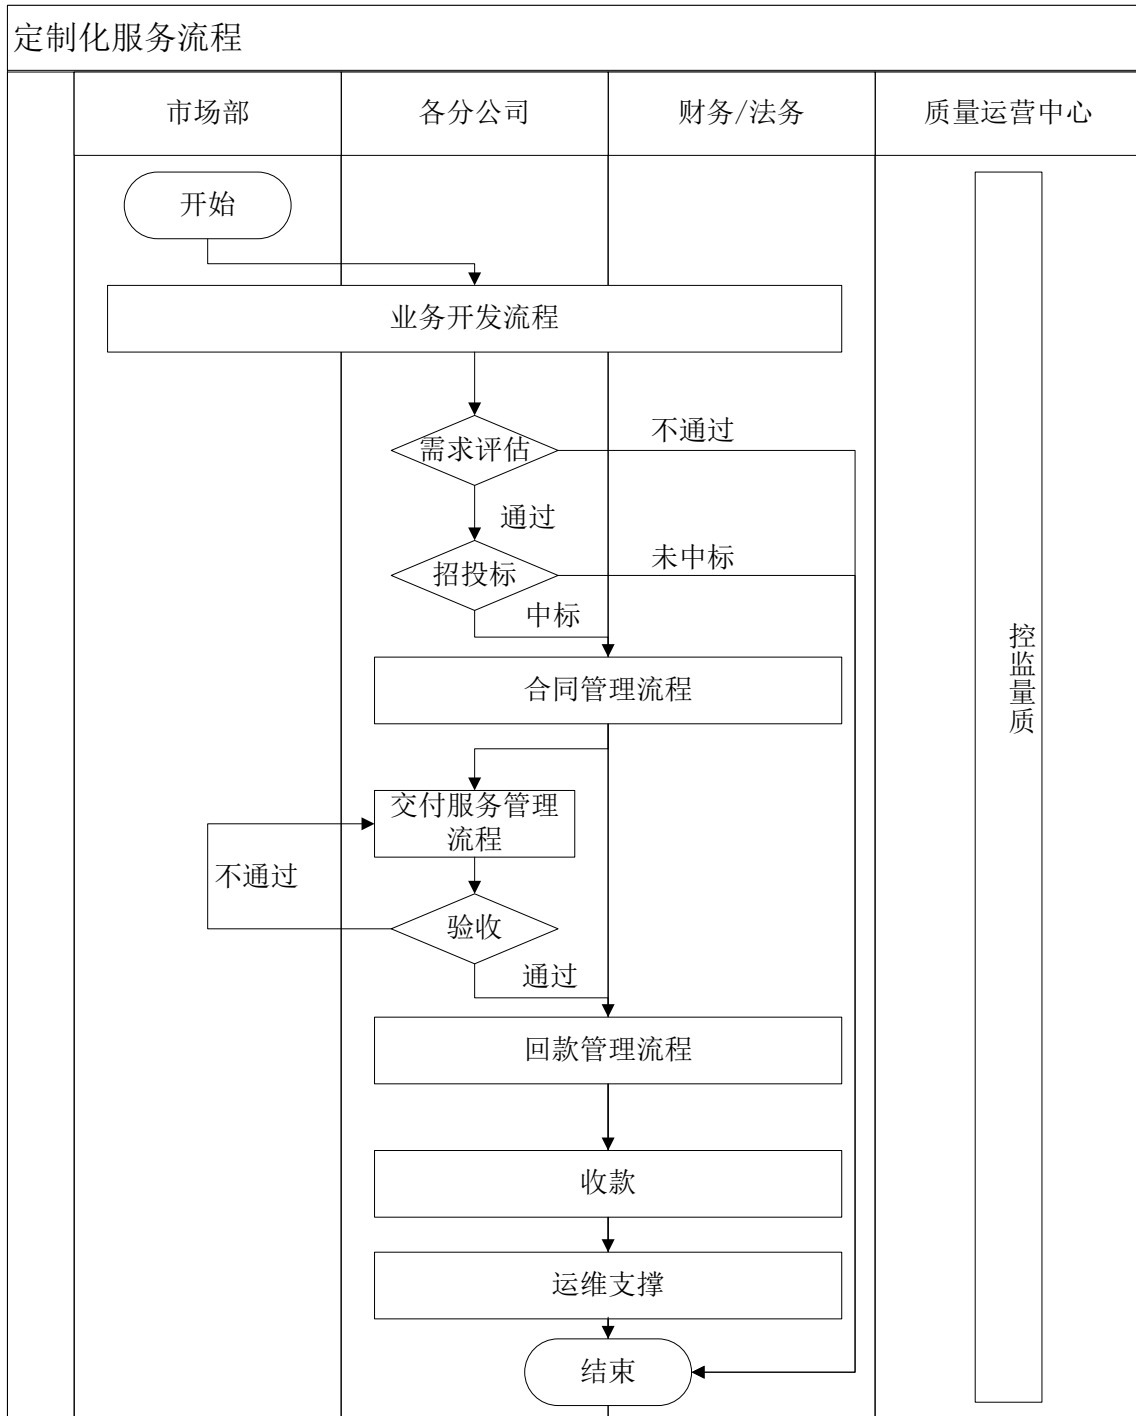 定制化服务流程
市场部
各分公司
财务/法务
质量运营中心
开始
业务开发流程
需求评估
不通过
通过
招投标
未中标
中标
合同管理流程
交付服务管理
流程
不通过
验收
通过
回款管理流程
收款
运维支撑
结束
控监量质